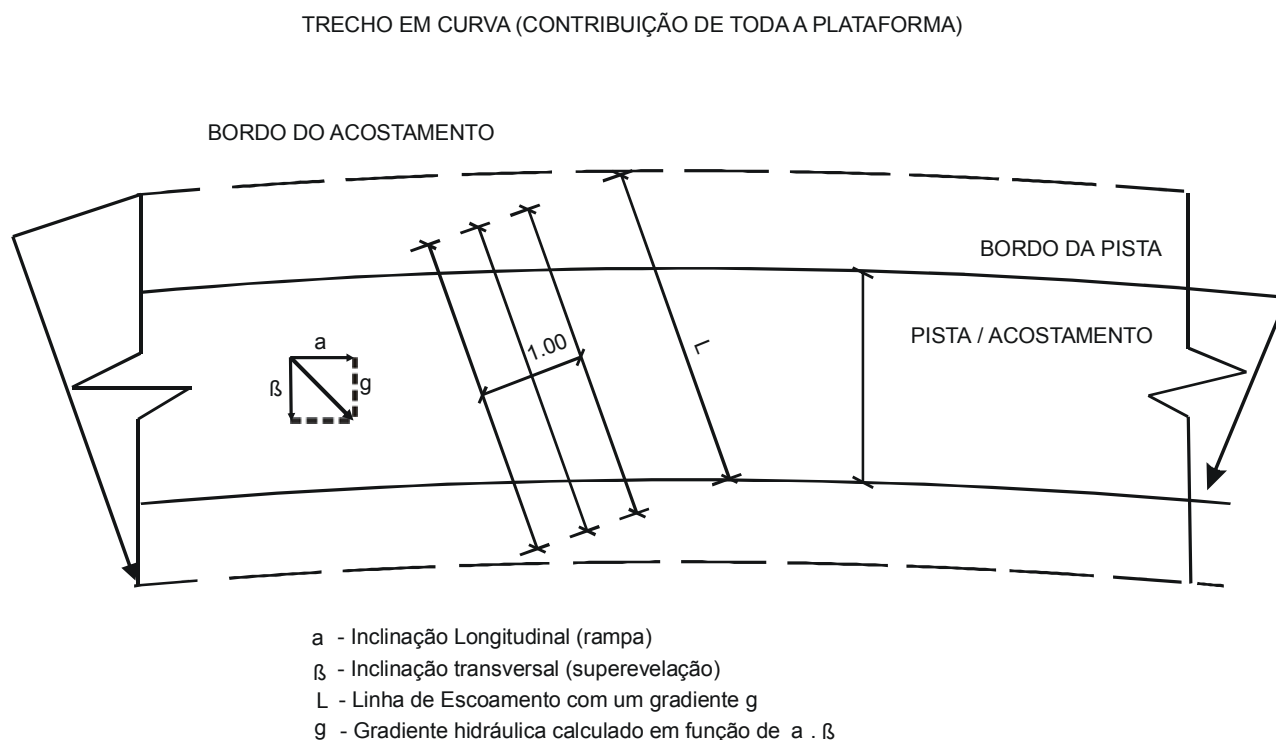 TRECHO EM CURVA (CONTRIBUIÇÃO DE TODA A PLATAFORMA)
BORDO DO ACOSTAMENTO
BORDO DA PISTA
PISTA / ACOSTAMENTO
a
ß
g
1.00
L
a - Inclinação Longitudinal (rampa)
ß - Inclinação transversal (superevelação)
L - Linha de Escoamento com um gradiente g
g - Gradiente hidráulica calculado em função de a . ß